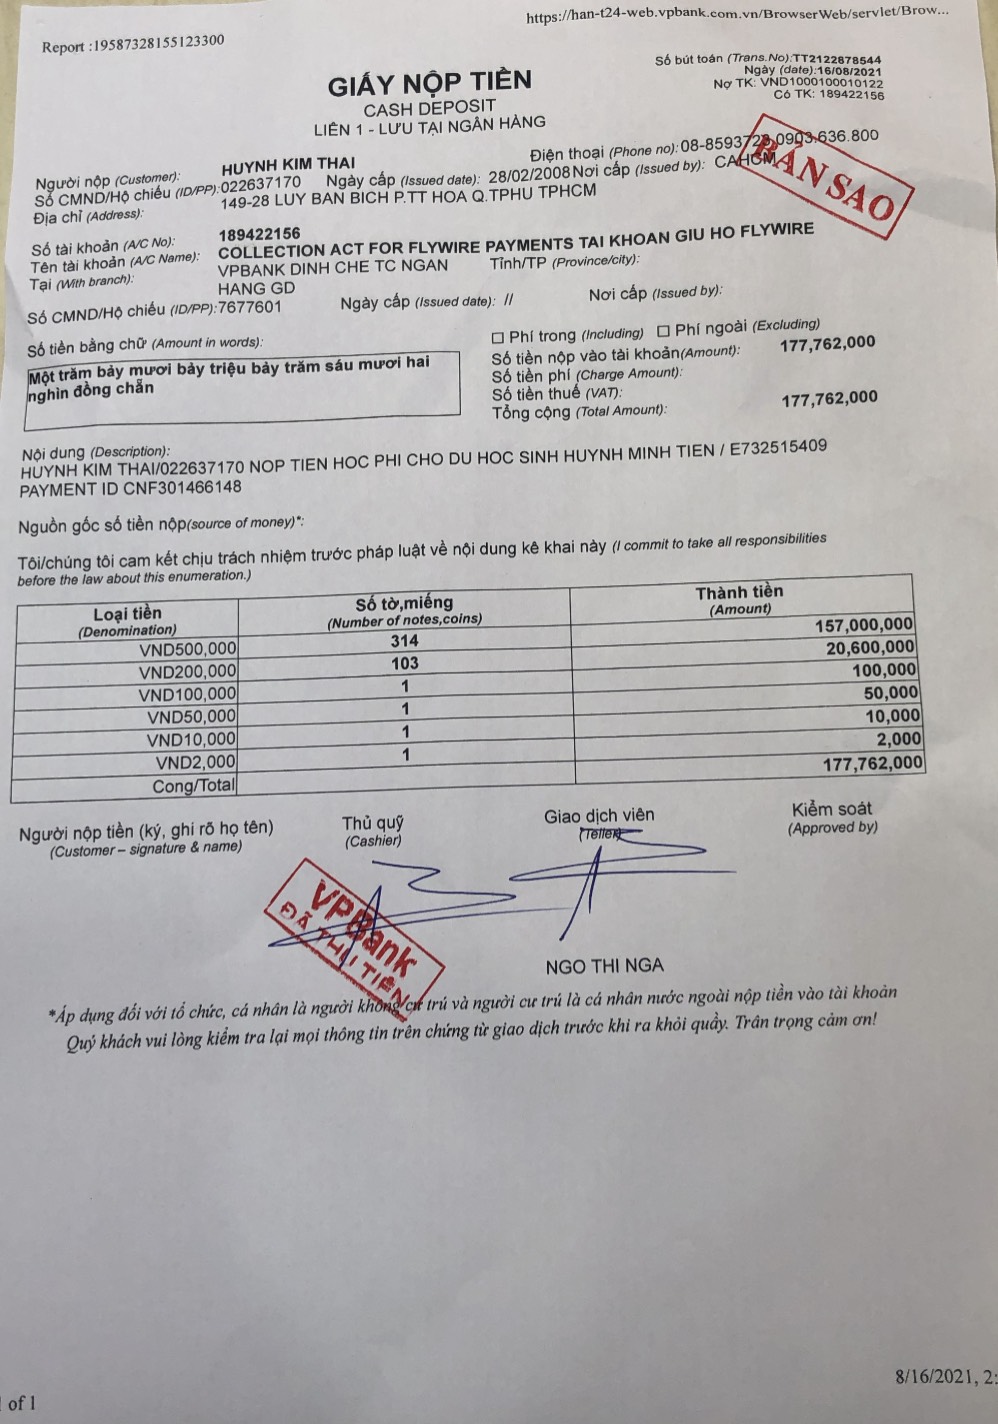 https://han-t24-web.vpbank.com.vn/BrowserWeb/servlet/Brow...
Report :19587328155123300
Số bút toán (Trans.No):TT2122878544
Ngày (date):16/08/2021
Nợ TK: VND1000100010122
Có TK: 189422156
GIẤY NỘP TIỀN
CASH DEPOSIT
LIÊN 1 - LƯU TẠI NGÂN HÀNG
BẢN SAO
Người nộp (Customer): HUYNH KIM THAI Điện thoại (Phone no):08-8593723,0903.636.800
Số CMND/Hộ chiếu (ID/PP):022637170 Ngày cấp (Issued date): 28/02/2008 Nơi cấp (Issued by): CAHCM
Địa chỉ (Address): 149-28 LUY BAN BICH P.TT HOA Q.TPHU TPHCM
Số tài khoản (A/C No): 189422156
Tên tài khoản (A/C Name): COLLECTION ACT FOR FLYWIRE PAYMENTS TAI KHOAN GIU HO FLYWIRE
Tại (With branch): VPBANK DINH CHE TC NGAN Tỉnh/TP (Province/city):
HANG GD
Số CMND/Hộ chiếu (ID/PP):7677601 Ngày cấp (Issued date): // Nơi cấp (Issued by):
Số tiền bằng chữ (Amount in words): Phí trong (Including) Phí ngoài (Excluding)
Một trăm bảy mươi bảy triệu bảy trăm sáu mươi hai
nghìn đồng chẵn
Số tiền nộp vào tài khoản(Amount): 177,762,000
Số tiền phí (Charge Amount):
Số tiền thuế (VAT):
Tổng cộng (Total Amount): 177,762,000
Nội dung (Description):
HUYNH KIM THAI/022637170 NOP TIEN HOC PHI CHO DU HOC SINH HUYNH MINH TIEN / E732515409
PAYMENT ID CNF301466148
Nguồn gốc số tiền nộp(source of money)*:
Tôi/chúng tôi cam kết chịu trách nhiệm trước pháp luật về nội dung kê khai này (I commit to take all responsibilities
before the law about this enumeration.)
Loại tiền Số tờ,miếng Thành tiền
(Denomination) (Number of notes,coins) (Amount)
VND500,000 314 157,000,000
VND200,000 103 20,600,000
VND100,000 1 100,000
VND50,000 1 50,000
VND10,000 1 10,000
VND2,000 1 2,000
Cong/Total 177,762,000
Người nộp tiền (ký, ghi rõ họ tên) Thủ quỹ Giao dịch viên Kiểm soát
(Customer – signature & name) (Cashier) (Teller) (Approved by)
VPBank
ĐÃ THU TIỀN
NGO THI NGA
*Áp dụng đối với tổ chức, cá nhân là người không cư trú và người cư trú là cá nhân nước ngoài nộp tiền vào tài khoản
Quý khách vui lòng kiểm tra lại mọi thông tin trên chứng từ giao dịch trước khi ra khỏi quầy. Trân trọng cảm ơn!
8/16/2021, 2:
of 1